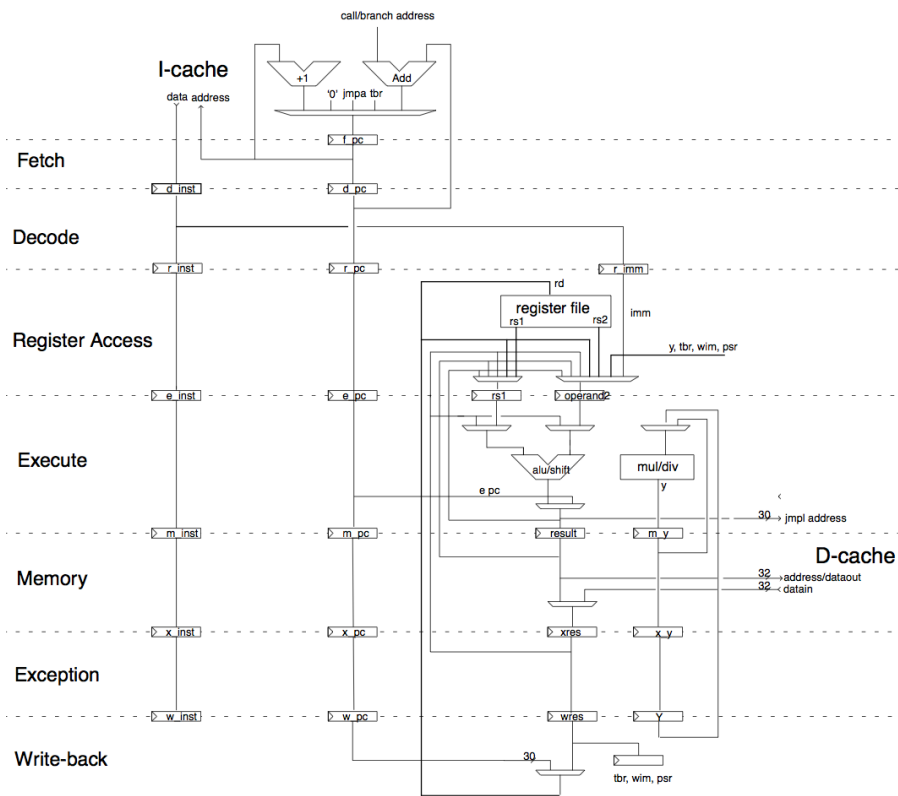 call/branch address
I-cache
+1
Add
data address
'0' jmpa tbr
f_pc
Fetch
d_inst
d_pc
Decode
r_inst
r_pc
r_imm
rd
register file
rs1
rs2
imm
Register Access
y, tbr, wim, psr
e_inst
e_pc
rs1
operand2
Execute
alu/shift
mul/div
y
e pc
30
jmpl address
m_inst
m_pc
result
m_y
D-cache
Memory
32
address/dataout
32
datain
x_inst
x_pc
xres
x_y
Exception
w_inst
w_pc
wres
Y
Write-back
30
tbr, wim, psr